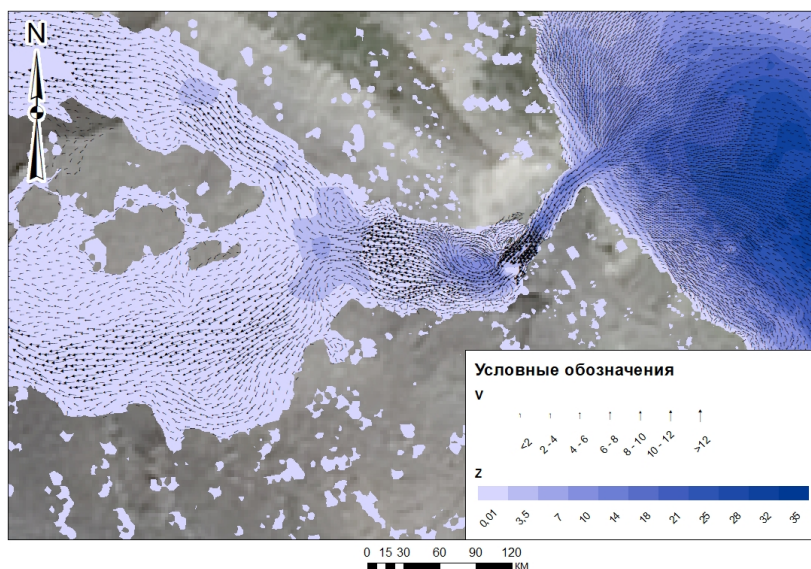 N
Условные обозначения
V
<2 2 - 4 4 - 6 6 - 8 8 - 10 10 - 12 >12
Z
0.01 3.5 7 10 14 18 21 25 28 32 35
0 15 30 60 90 120
КМ